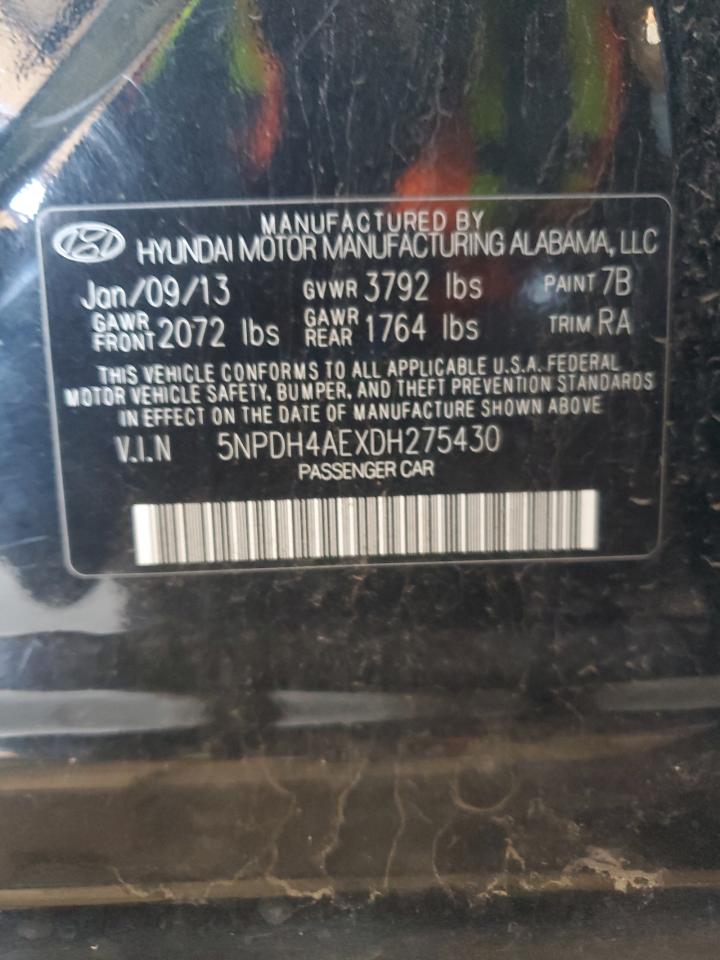 MANUFACTURED BY
HYUNDAI MOTOR MANUFACTURING ALABAMA, LLC
Jan/09/13 GVWR 3792 lbs PAINT 7B
GAWR FRONT 2072 lbs GAWR REAR 1764 lbs TRIM RA
THIS VEHICLE CONFORMS TO ALL APPLICABLE U.S.A. FEDERAL
MOTOR VEHICLE SAFETY, BUMPER, AND THEFT PREVENTION STANDARDS
IN EFFECT ON THE DATE OF MANUFACTURE SHOWN ABOVE
V.I.N 5NPDH4AEXDH275430
PASSENGER CAR